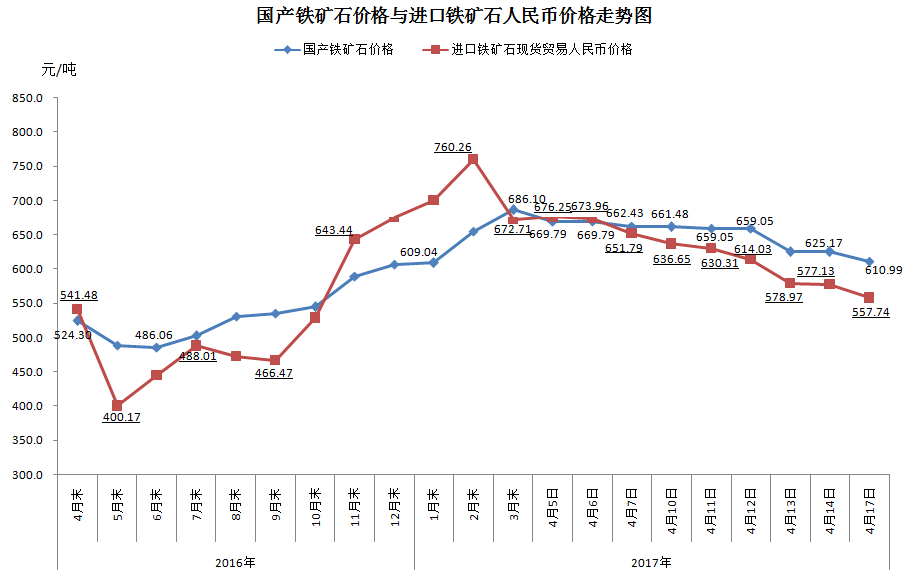 国产铁矿石价格与进口铁矿石人民币价格走势图
国产铁矿石价格 进口铁矿石现货贸易人民币价格
元/吨
850.0
800.0
750.0
700.0
650.0
600.0
550.0
500.0
450.0
400.0
350.0
300.0
541.48
524.30
400.17
486.06
488.01
466.47
643.44
609.04
760.26
686.10
672.71
676.25
669.79
673.96
669.79
662.43
651.79
661.48
636.65
659.05
630.31
659.05
614.03
578.97
625.17
577.13
610.99
557.74
4月末
5月末
6月末
7月末
8月末
9月末
10月末
11月末
12月末
1月末
2月末
3月末
4月5日
4月6日
4月7日
4月10日
4月11日
4月12日
4月13日
4月14日
4月17日
2016年 2017年